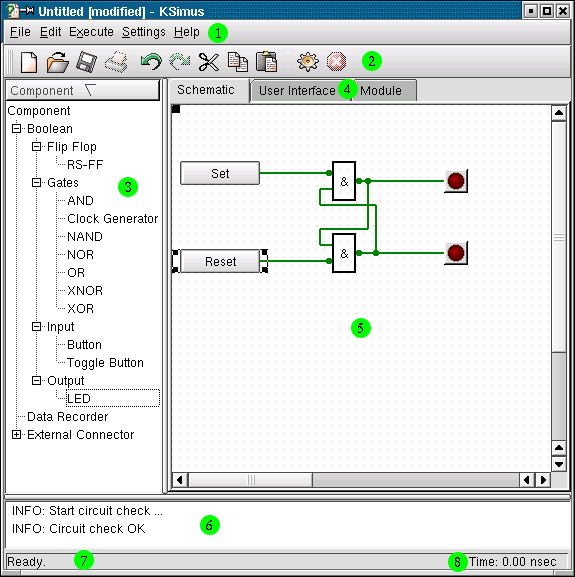 Untitled [modified] - KSimus
File Edit Execute Settings Help 1
2
Component
Component
Boolean
Flip Flop
RS-FF
Gates
3
AND
Clock Generator
NAND
NOR
OR
XNOR
XOR
Input
Button
Toggle Button
Output
LED
Data Recorder
External Connector
Schematic User Interface 4 Module
Set &
Reset &
5
INFO: Start circuit check ...
INFO: Circuit check OK
6
Ready. 7 8 Time: 0.00 nsec